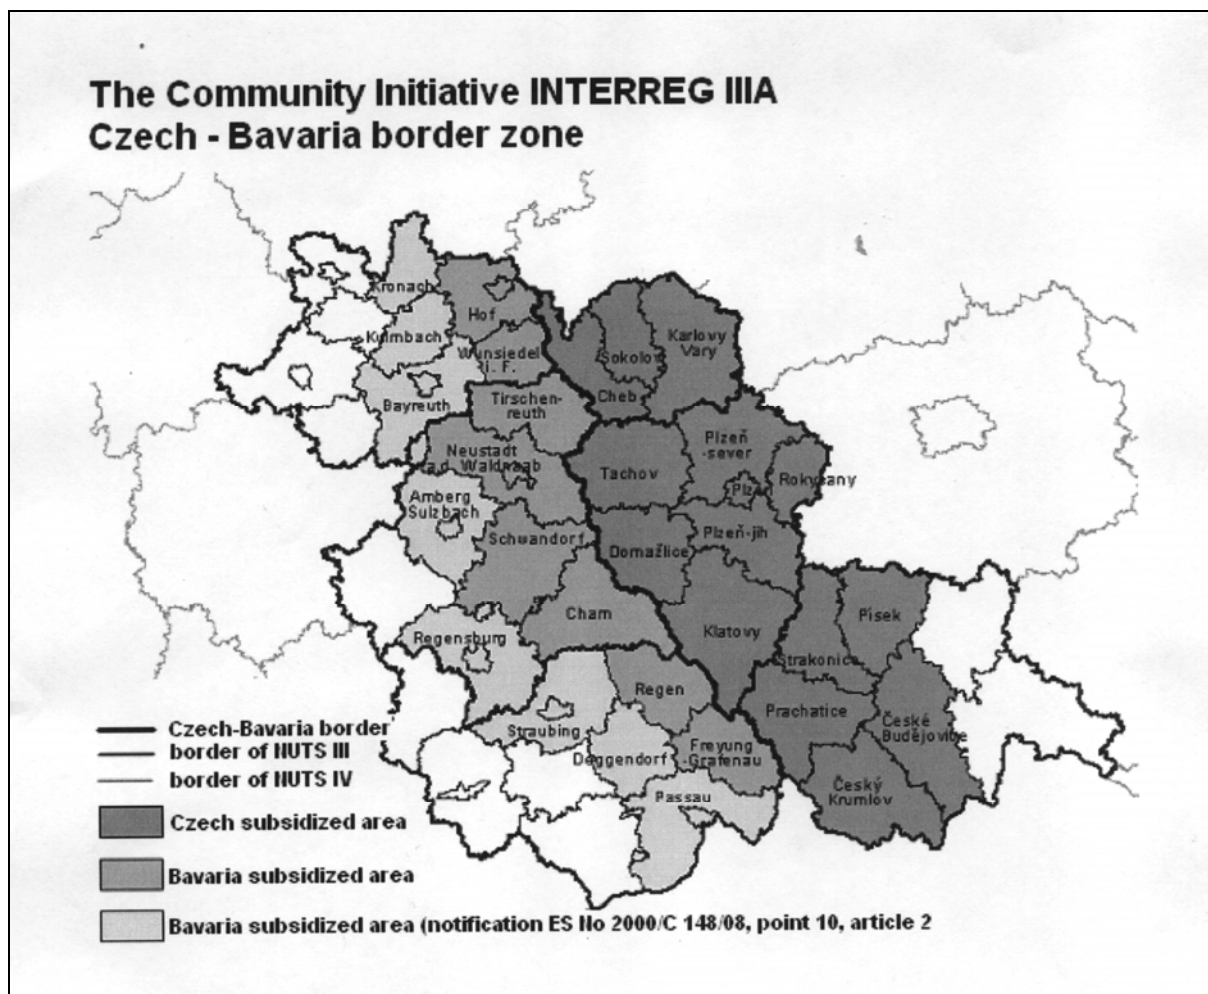 The Community Initiative INTERREG IIIA
Czech - Bavaria border zone
Kronach
Hof
Kulmbach
Wunsiedel
i. F.
Karlovy
Vary
Sokolov
Cheb
Bayreuth
Tirschen-
reuth
Neustadt
a.d. Waldnaab
Plzeň
-sever
Tachov
Plzeň
Rokycany
Amberg
Sulzbach
Schwandorf
Domažlice
Plzeň-jih
Cham
Klatovy
Písek
Regensburg
Strakonice
Regen
Prachatice
České
Budějovice
Straubing
Deggendorf
Freyung
-Grafenau
Passau
Český
Krumlov
Czech-Bavaria border
border of NUTS III
border of NUTS IV
Czech subsidized area
Bavaria subsidized area
Bavaria subsidized area (notification ES No 2000/C 148/08, point 10, article 2